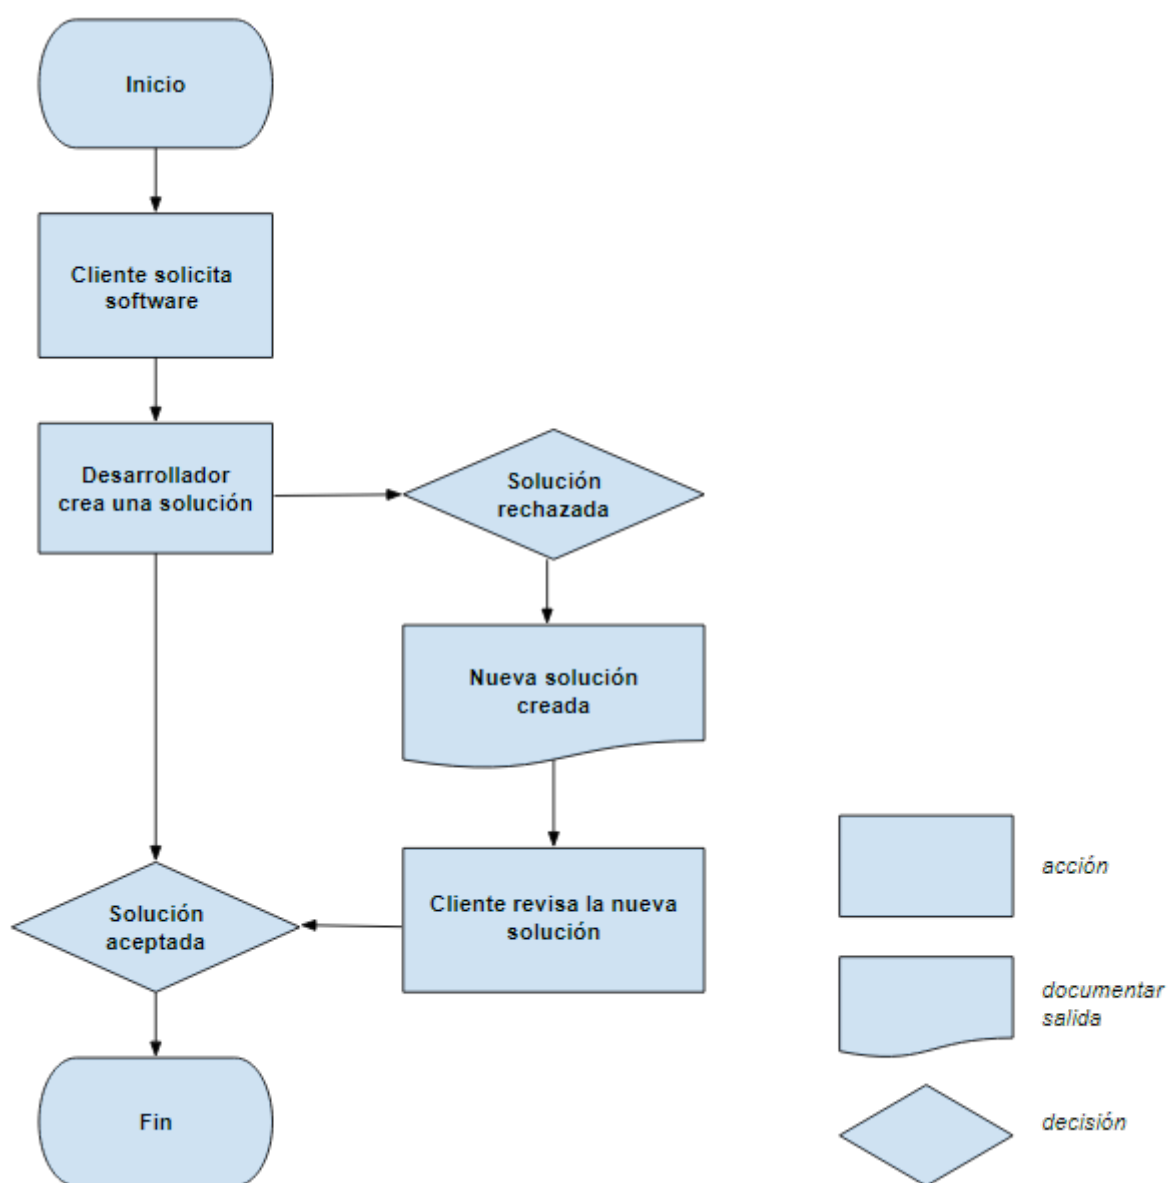 Inicio
Cliente solicita
software
Desarrollador
crea una solución
Solución
rechazada
Nueva solución
creada
Cliente revisa la nueva
solución
Solución
aceptada
Fin
acción
documentar
salida
decisión